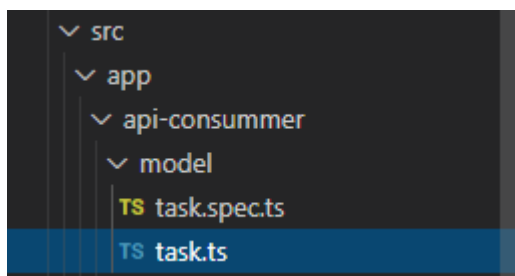 src
app
api-consummer
model
TS task.spec.ts
TS task.ts